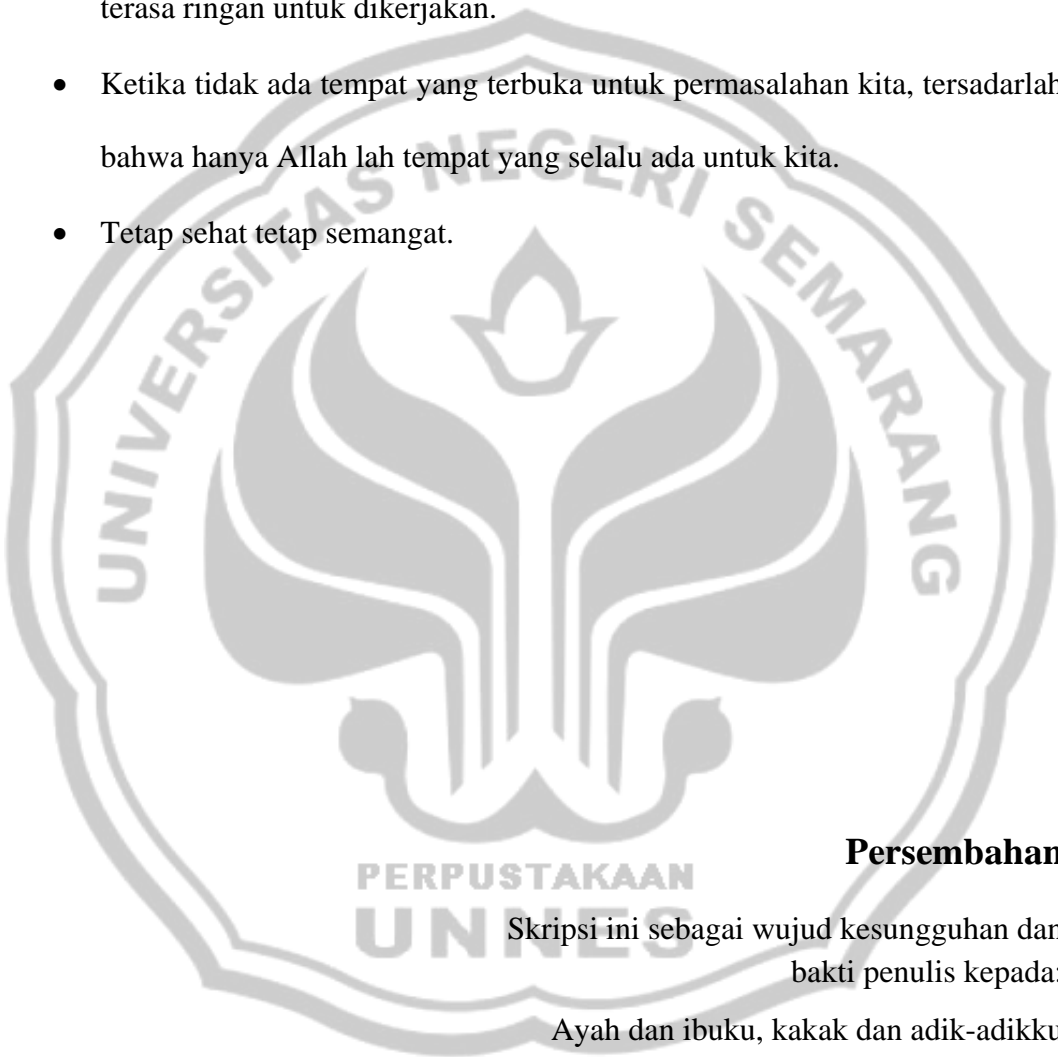 terasa ringan untuk dikerjakan.
• Ketika tidak ada tempat yang terbuka untuk permasalahan kita, tersadarlah
bahwa hanya Allah lah tempat yang selalu ada untuk kita.
• Tetap sehat tetap semangat.
UNIVERSITAS NEGERI SEMARANG
PERPUSTAKAAN
UNNES
Persembahan
Skripsi ini sebagai wujud kesungguhan dan
bakti penulis kepada:
Ayah dan ibuku, kakak dan adik-adikku